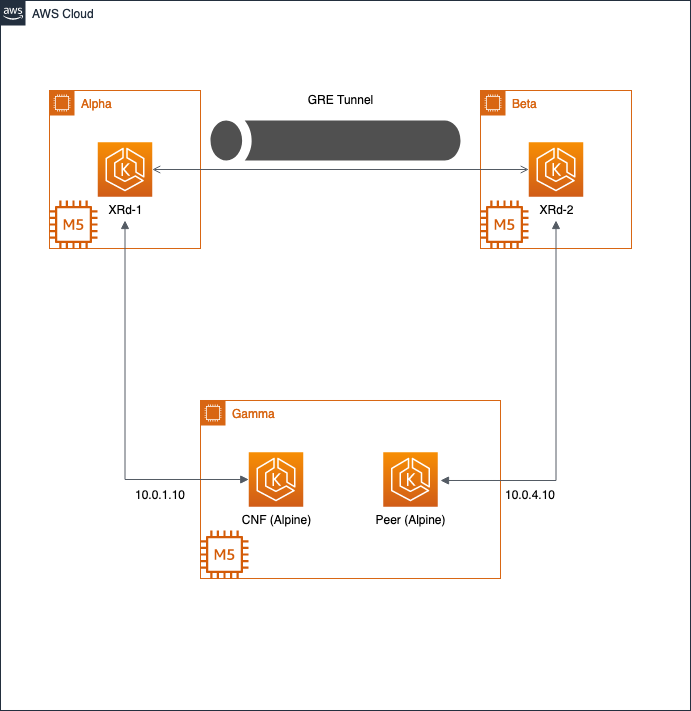 aws
AWS Cloud
GRE Tunnel
Alpha
Beta
K
K
XRd-1
XRd-2
M5
M5
Gamma
K
K
10.0.1.10
10.0.4.10
CNF (Alpine)
Peer (Alpine)
M5